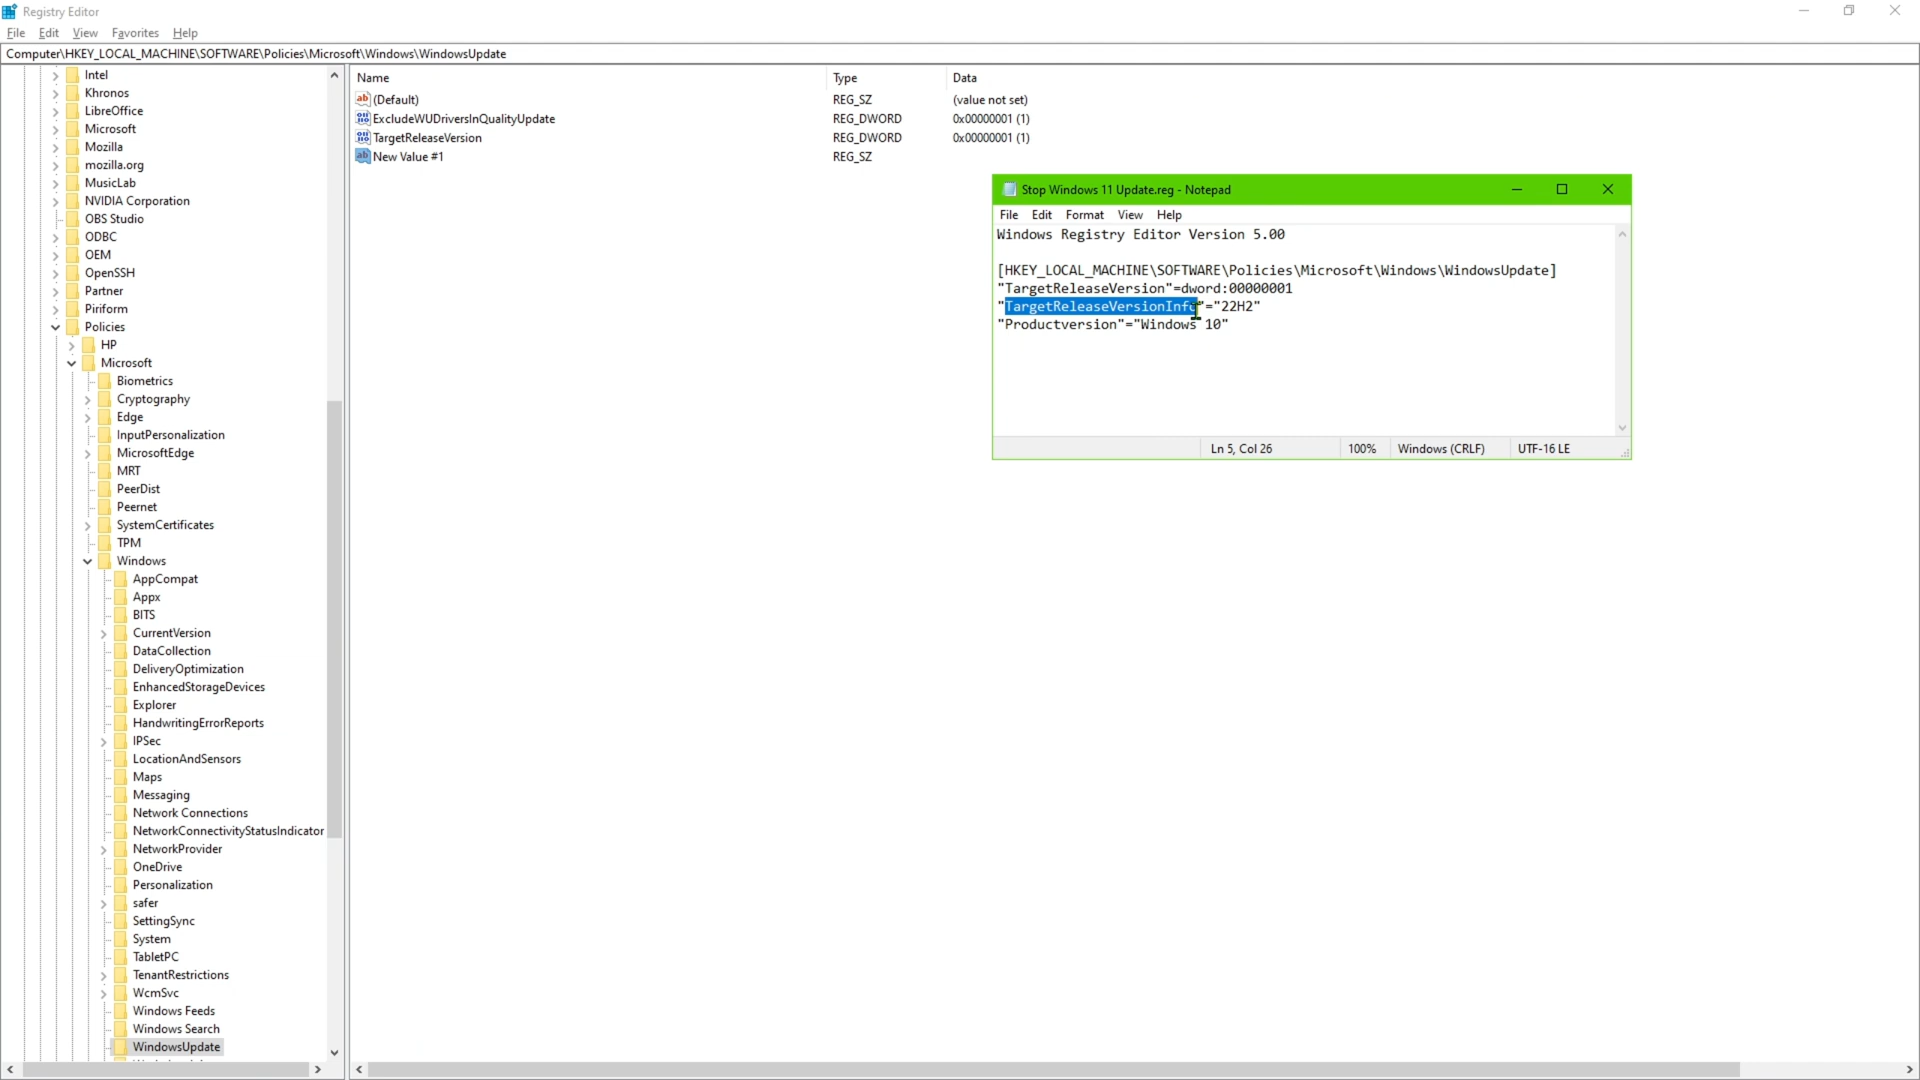 Registry Editor
File Edit View Favorites Help
Computer\HKEY_LOCAL_MACHINE\SOFTWARE\Policies\Microsoft\Windows\WindowsUpdate
Intel
Khronos
LibreOffice
Microsoft
Mozilla
mozilla.org
MusicLab
NVIDIA Corporation
OBS Studio
ODBC
OEM
OpenSSH
Partner
Piriform
Policies
HP
Microsoft
Biometrics
Cryptography
Edge
InputPersonalization
MicrosoftEdge
MRT
PeerDist
Peernet
SystemCertificates
TPM
Windows
AppCompat
Appx
BITS
CurrentVersion
DataCollection
DeliveryOptimization
EnhancedStorageDevices
Explorer
HandwritingErrorReports
IPSec
LocationAndSensors
Maps
Messaging
Network Connections
NetworkConnectivityStatusIndicator
NetworkProvider
OneDrive
Personalization
safer
SettingSync
System
TabletPC
TenantRestrictions
WcmSvc
Windows Feeds
Windows Search
WindowsUpdate
Name Type Data
(Default) REG_SZ (value not set)
ExcludeWUDriversInQualityUpdate REG_DWORD 0x00000001 (1)
TargetReleaseVersion REG_DWORD 0x00000001 (1)
New Value #1 REG_SZ
Stop Windows 11 Update.reg - Notepad
File Edit Format View Help
Windows Registry Editor Version 5.00
[HKEY_LOCAL_MACHINE\SOFTWARE\Policies\Microsoft\Windows\WindowsUpdate]
"TargetReleaseVersion"=dword:00000001
"TargetReleaseVersionInfo"="22H2"
"Productversion"="Windows 10"
Ln 5, Col 26 100% Windows (CRLF) UTF-16 LE